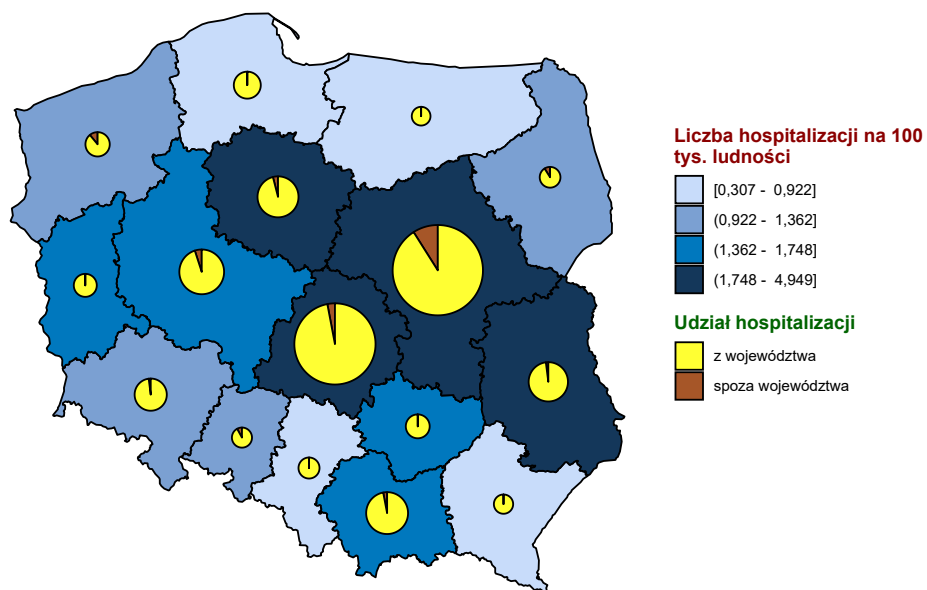 Liczba hospitalizacji na 100
tys. ludności
[0,307 - 0,922]
(0,922 - 1,362]
(1,362 - 1,748]
(1,748 - 4,949]
Udział hospitalizacji
z województwa
spoza województwa